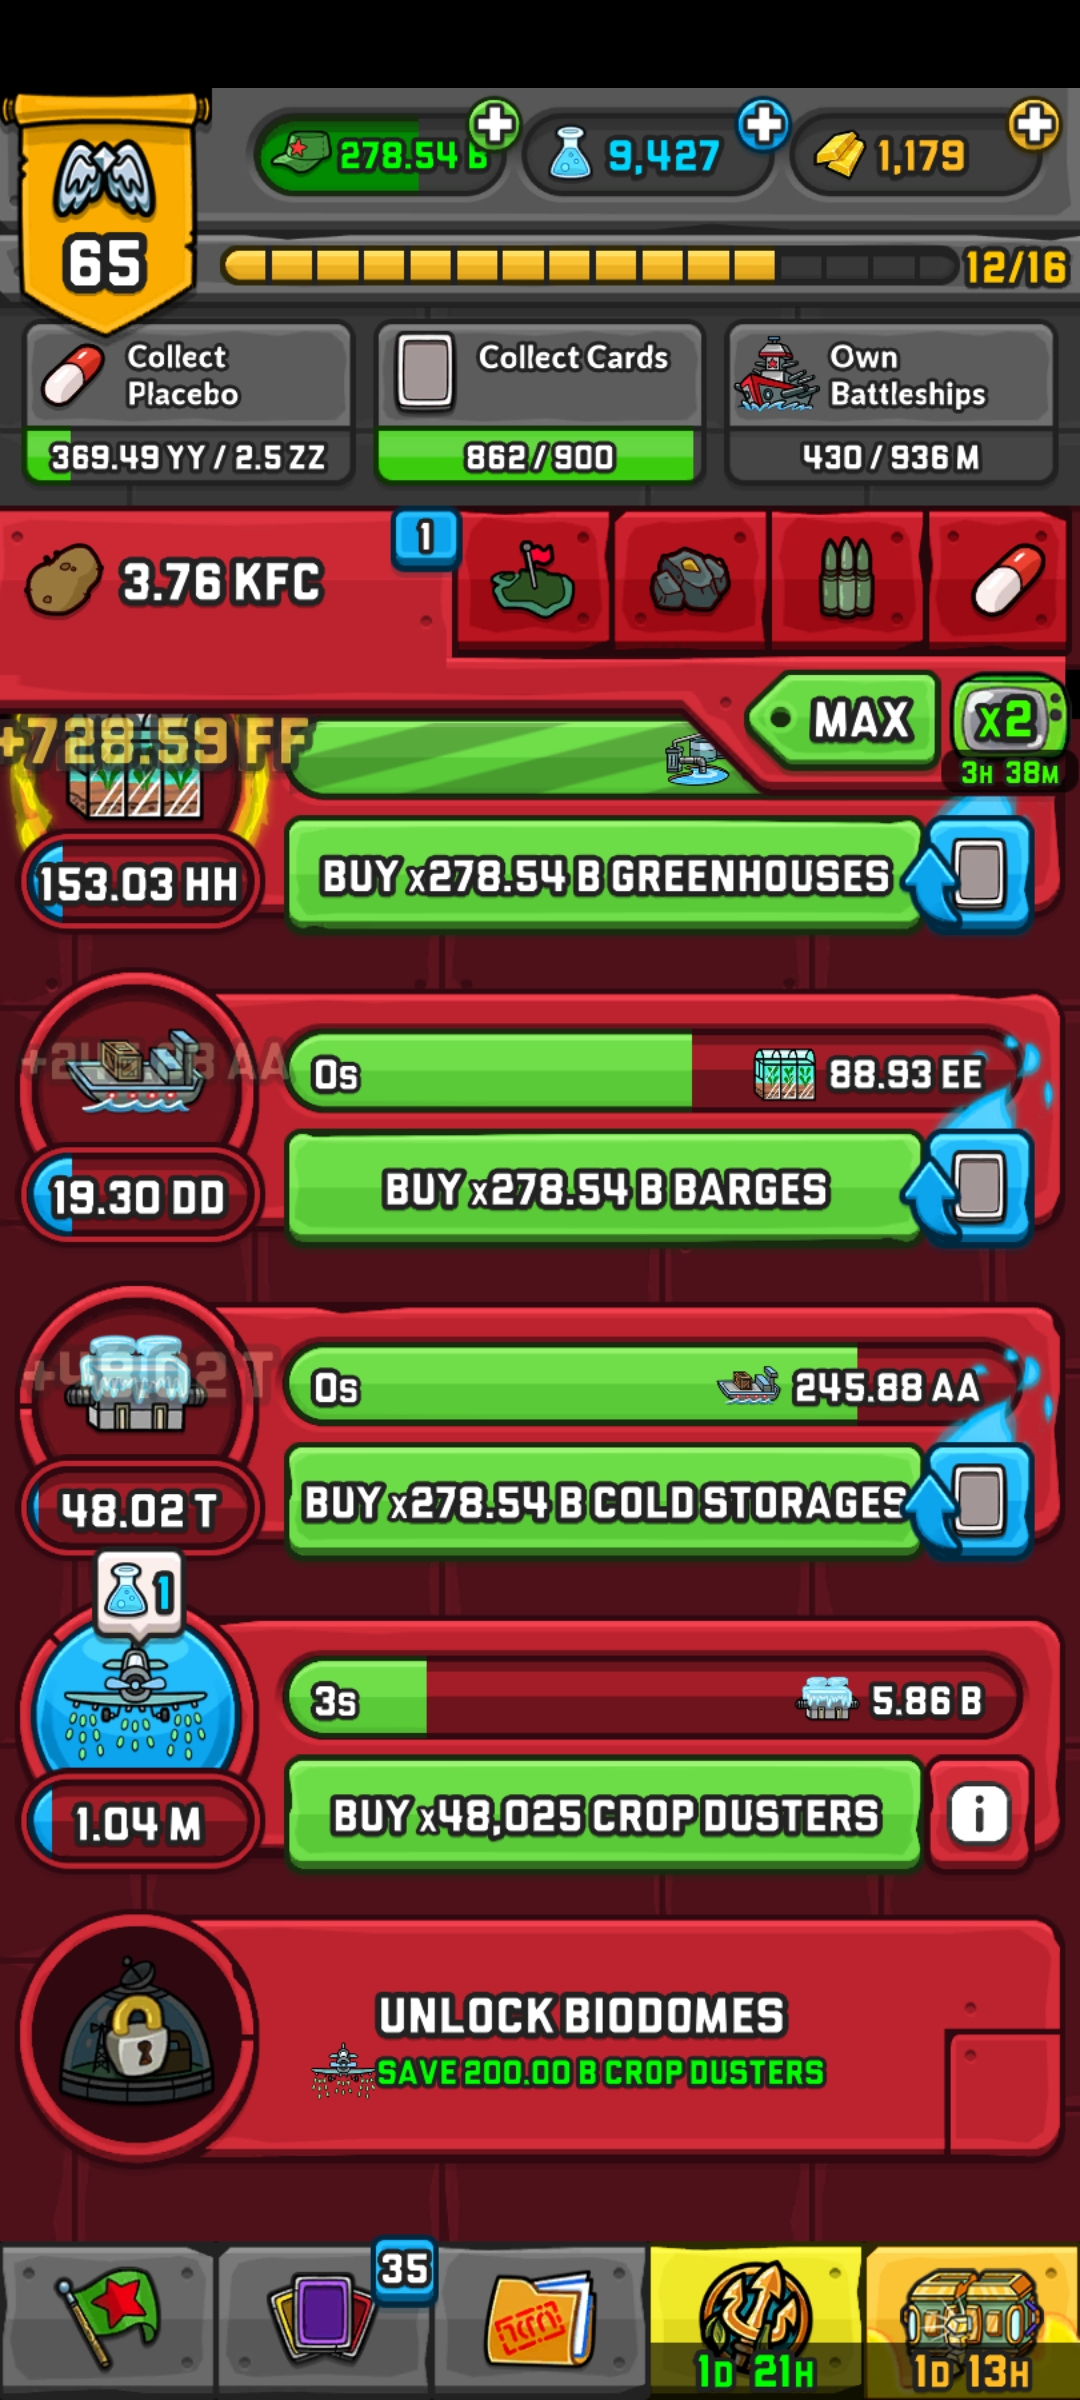 278.54 B
9,427
1,179
65
12/16
Collect
Placebo
369.49 YY / 2.5 ZZ
Collect Cards
862/900
Own
Battleships
430/936 M
3.76 KFC
1
MAX
x2
3H 38M
+728.59 FF
153.03 HH
BUY x278.54 B GREENHOUSES
0s
88.93 EE
19.30 DD
BUY x278.54 B BARGES
+48.02 T
0s
245.88 AA
48.02 T
BUY x278.54 B COLD STORAGES
1
3s
5.86 B
1.04 M
BUY x48,025 CROP DUSTERS
i
UNLOCK BIODOMES
SAVE 200.00 B CROP DUSTERS
35
1D 21H
1D 13H